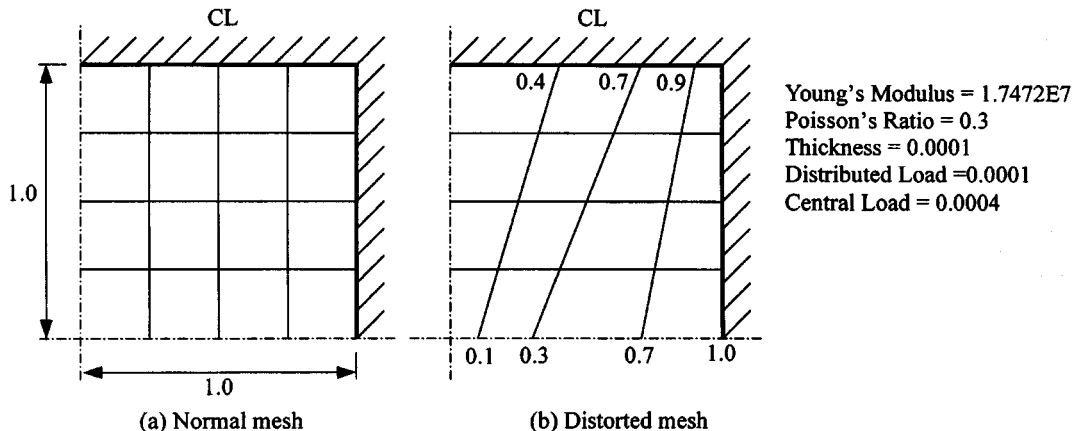 CL
1.0
1.0
(a) Normal mesh
CL
0.4
0.7
0.9
0.1
0.3
0.7
1.0
(b) Distorted mesh
Young's Modulus = 1.7472E7
Poisson's Ratio = 0.3
Thickness = 0.0001
Distributed Load =0.0001
Central Load = 0.0004